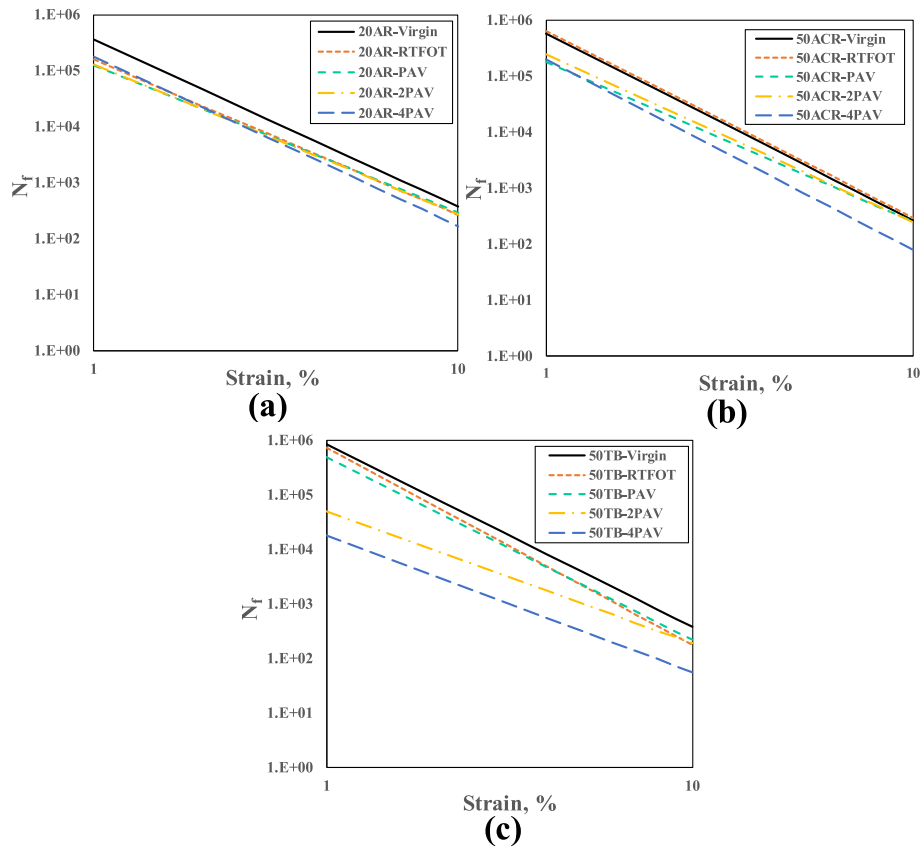 1.E+06
1.E+05
1.E+04
1.E+03
1.E+02
1.E+01
1.E+00
N_f
1
10
Strain, %
20AR-Virgin
20AR-RTFOT
20AR-PAV
20AR-2PAV
20AR-4PAV
(a)
1.E+06
1.E+05
1.E+04
1.E+03
1.E+02
1.E+01
1.E+00
N_f
1
10
Strain, %
50ACR-Virgin
50ACR-RTFOT
50ACR-PAV
50ACR-2PAV
50ACR-4PAV
(b)
1.E+06
1.E+05
1.E+04
1.E+03
1.E+02
1.E+01
1.E+00
N_f
1
10
Strain, %
50TB-Virgin
50TB-RTFOT
50TB-PAV
50TB-2PAV
50TB-4PAV
(c)